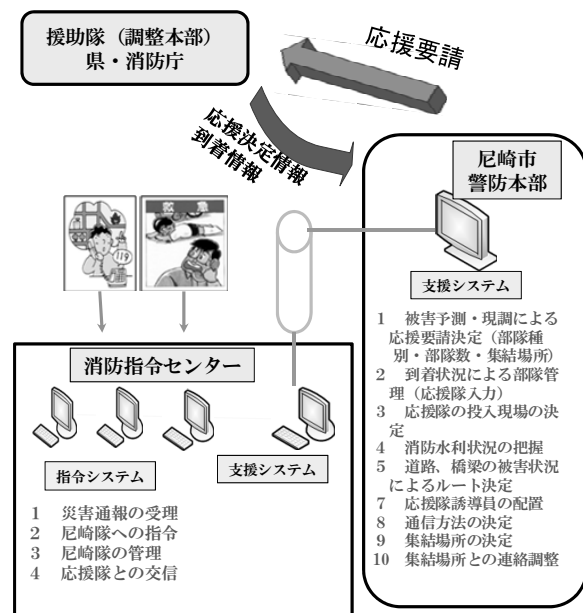 援助隊（調整本部）
県・消防庁
応援要請
応援決定情報
到着情報
尼崎市
警防本部
119
救急
支援システム
1 被害予測・現調による
応援要請決定（部隊種
別・部隊数・集結場所）
2 到着状況による部隊管
理（応援隊入力）
3 応援隊の投入現場の決
定
4 消防水利状況の把握
5 道路、橋梁の被害状況
によるルート決定
7 応援隊誘導員の配置
8 通信方法の決定
9 集結場所の決定
10 集結場所との連絡調整
消防指令センター
指令システム
支援システム
1 災害通報の受理
2 尼崎隊への指令
3 尼崎隊の管理
4 応援隊との交信